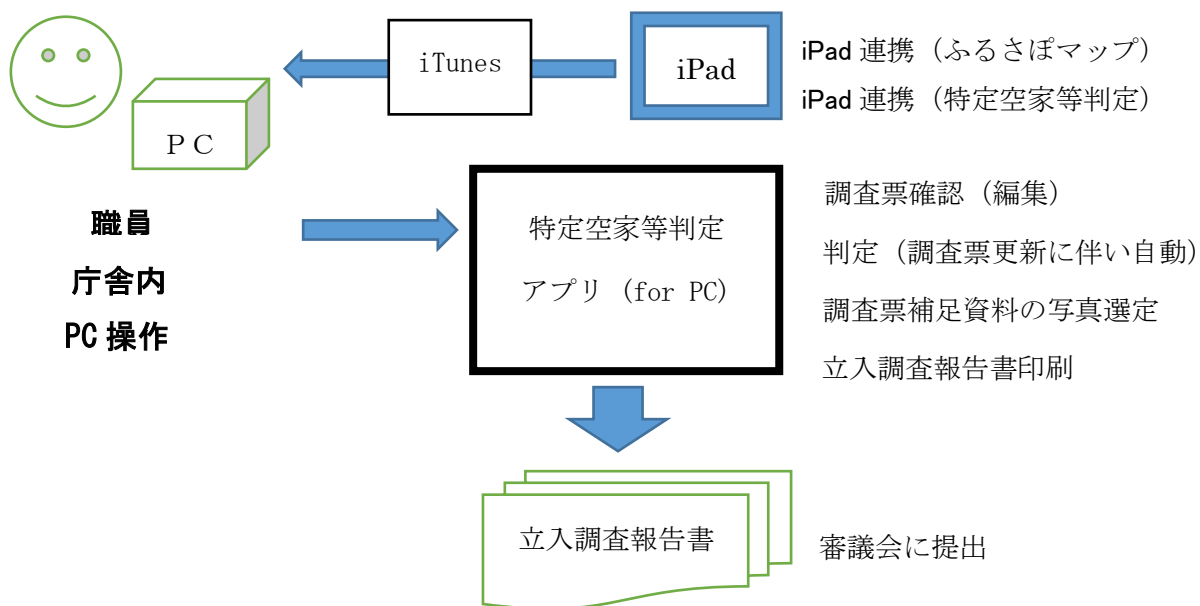 iTunes
iPad
iPad 連携（ふるさぽマップ）
iPad 連携（特定空家等判定）
ＰＣ
職員
庁舎内
PC 操作
特定空家等判定
アプリ（for PC）
調査票確認（編集）
判定（調査票更新に伴い自動）
調査票補足資料の写真選定
立入調査報告書印刷
立入調査報告書
審議会に提出